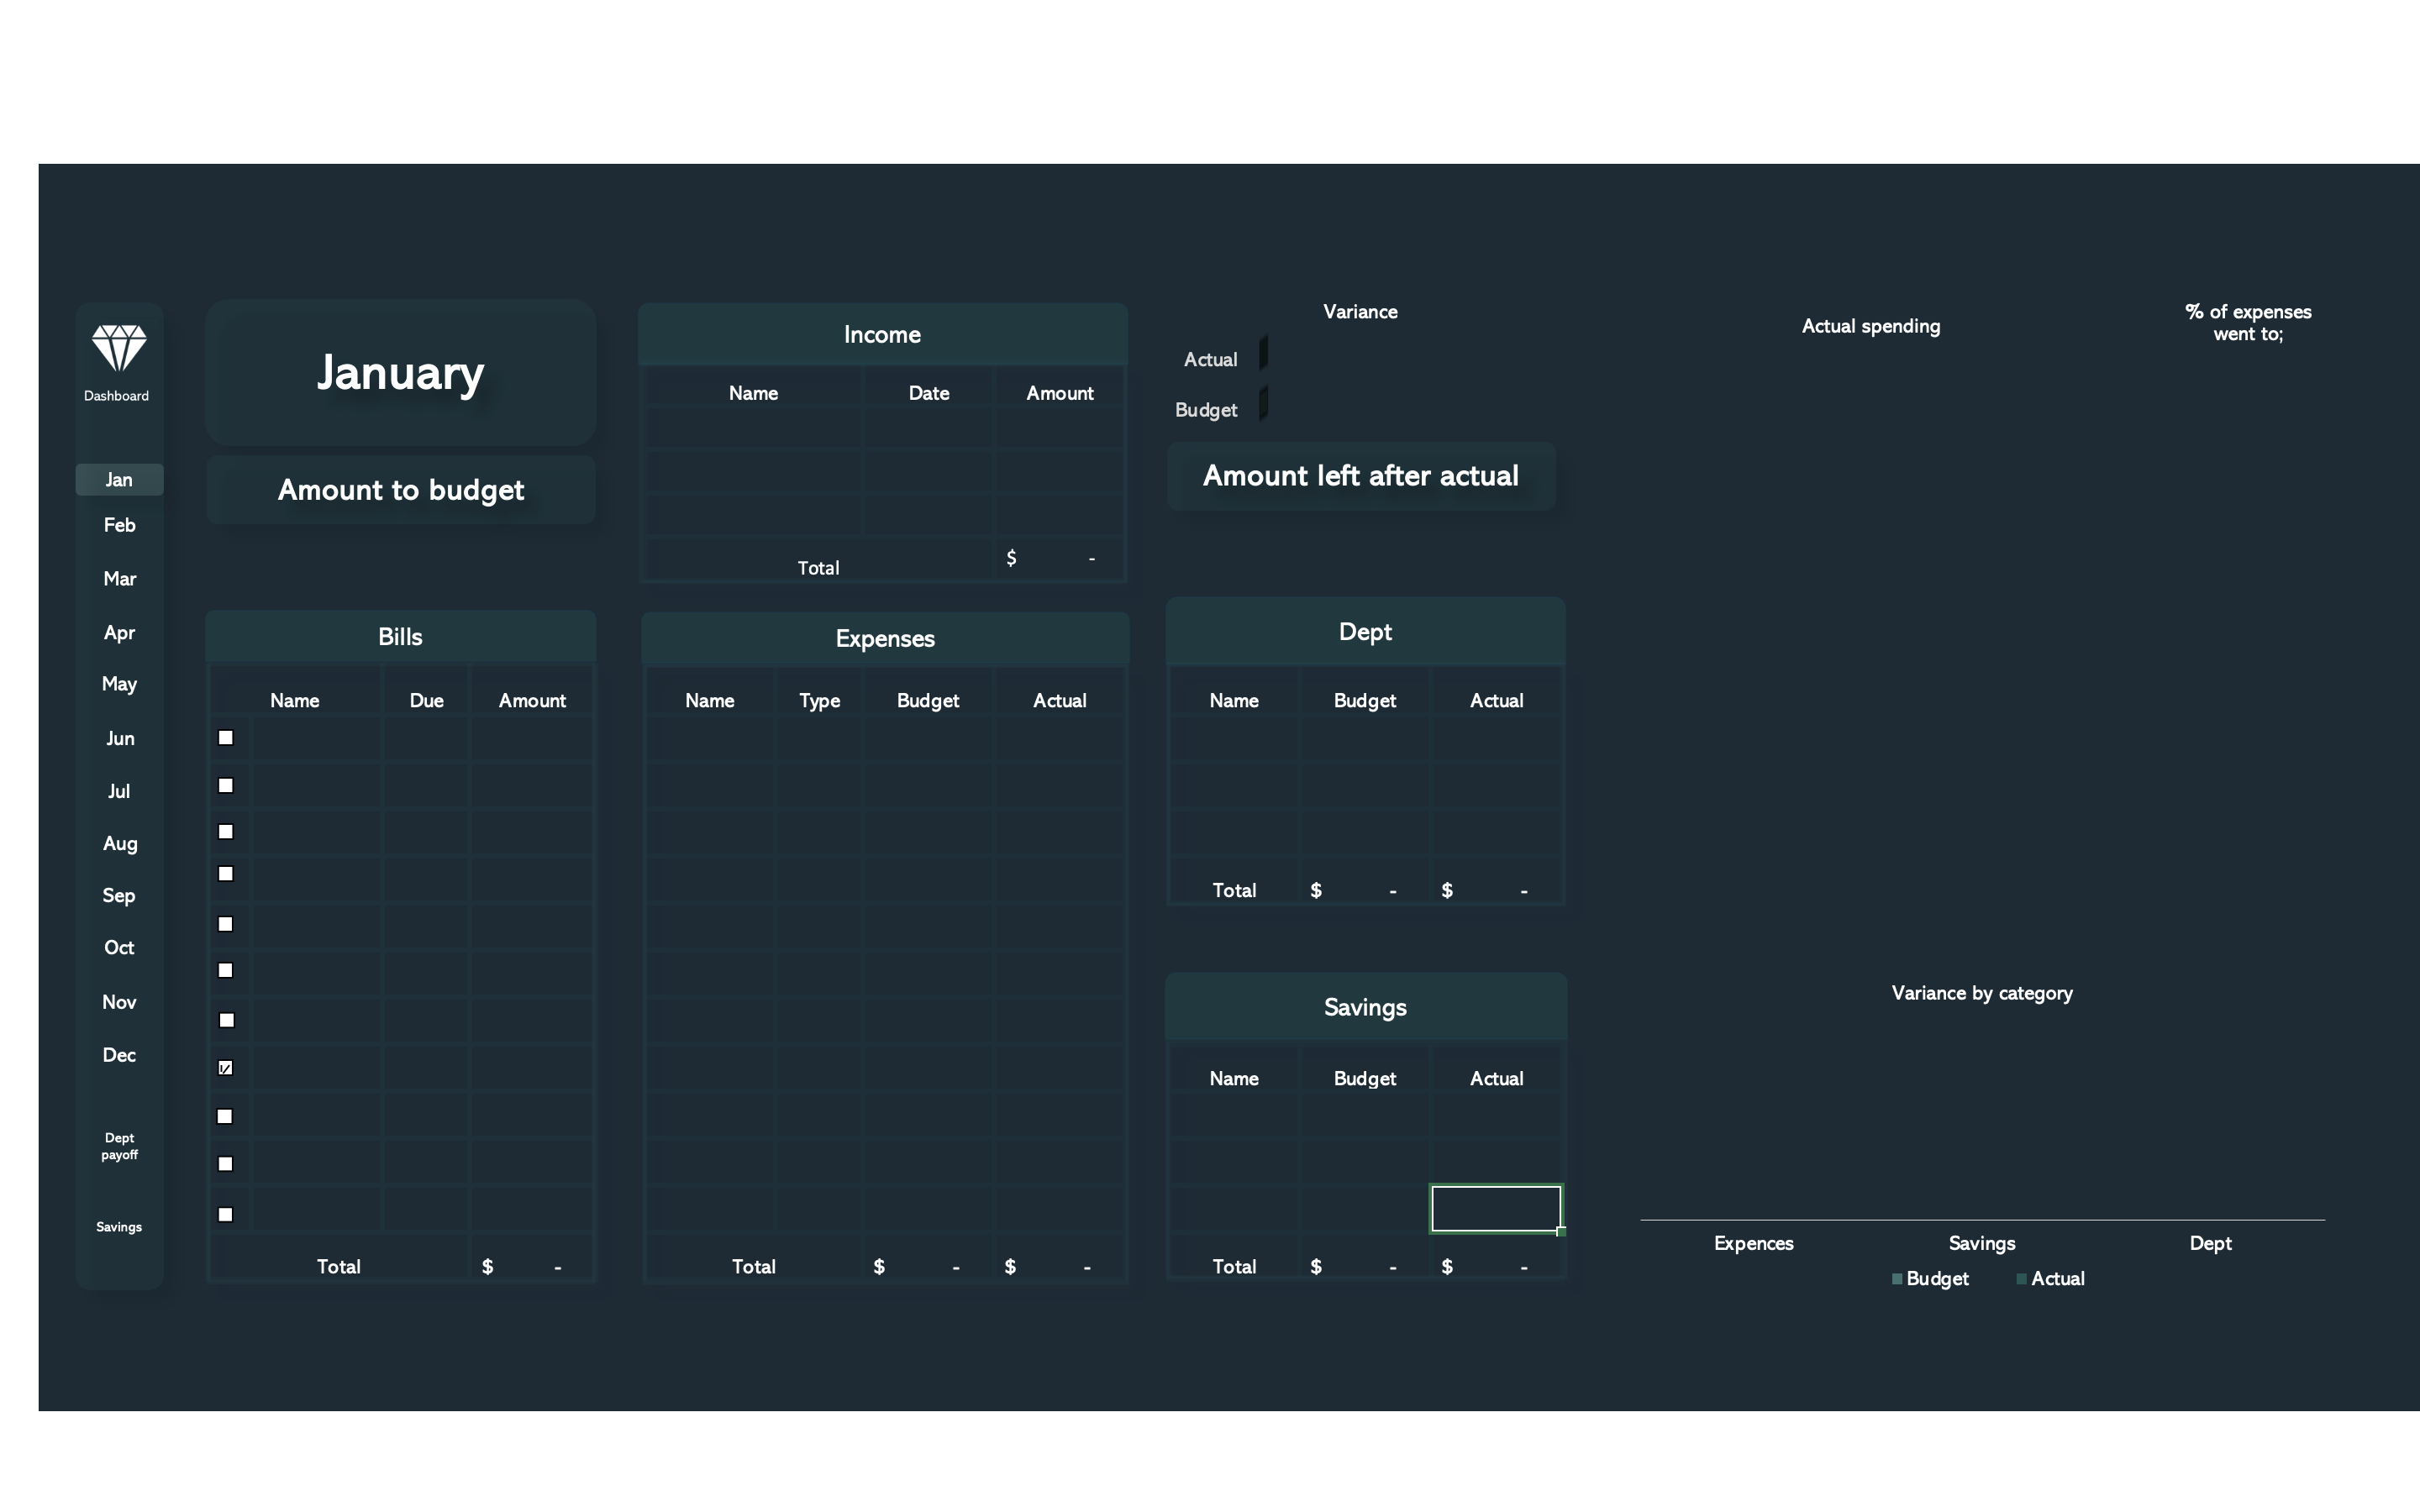 Dashboard
Jan
Feb
Mar
Apr
May
Jun
Jul
Aug
Sep
Oct
Nov
Dec
Dept
payoff
Savings
January
Amount to budget
Income
Name Date Amount
Total $ -
Variance
Actual
Budget
Amount left after actual
Actual spending
% of expenses
went to;
Bills
Name Due Amount
Total $ -
Expenses
Name Type Budget Actual
Total $ - $ -
Dept
Name Budget Actual
Total $ - $ -
Savings
Name Budget Actual
Total $ - $ -
Variance by category
Expences Savings Dept
Budget Actual